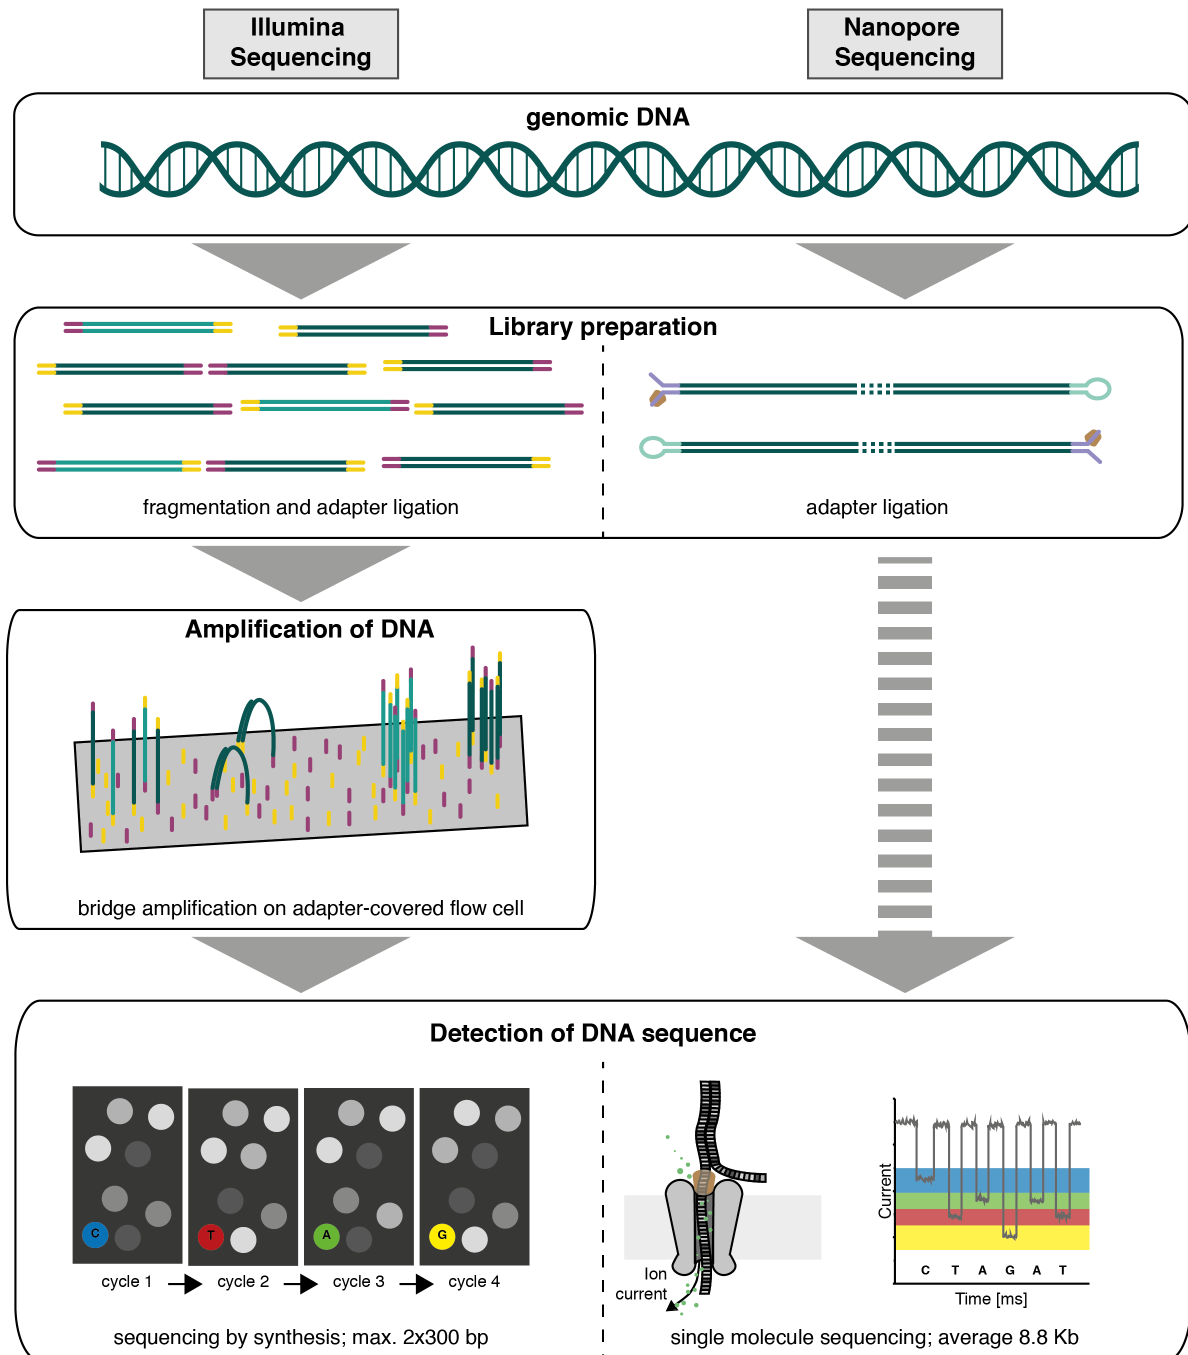 Illumina
Sequencing
Nanopore
Sequencing
genomic DNA
Library preparation
fragmentation and adapter ligation
adapter ligation
Amplification of DNA
bridge amplification on adapter-covered flow cell
Detection of DNA sequence
C
T
A
G
cycle 1
cycle 2
cycle 3
cycle 4
sequencing by synthesis; max. 2x300 bp
Ion
current
Current
C T A G A T
Time [ms]
single molecule sequencing; average 8.8 Kb